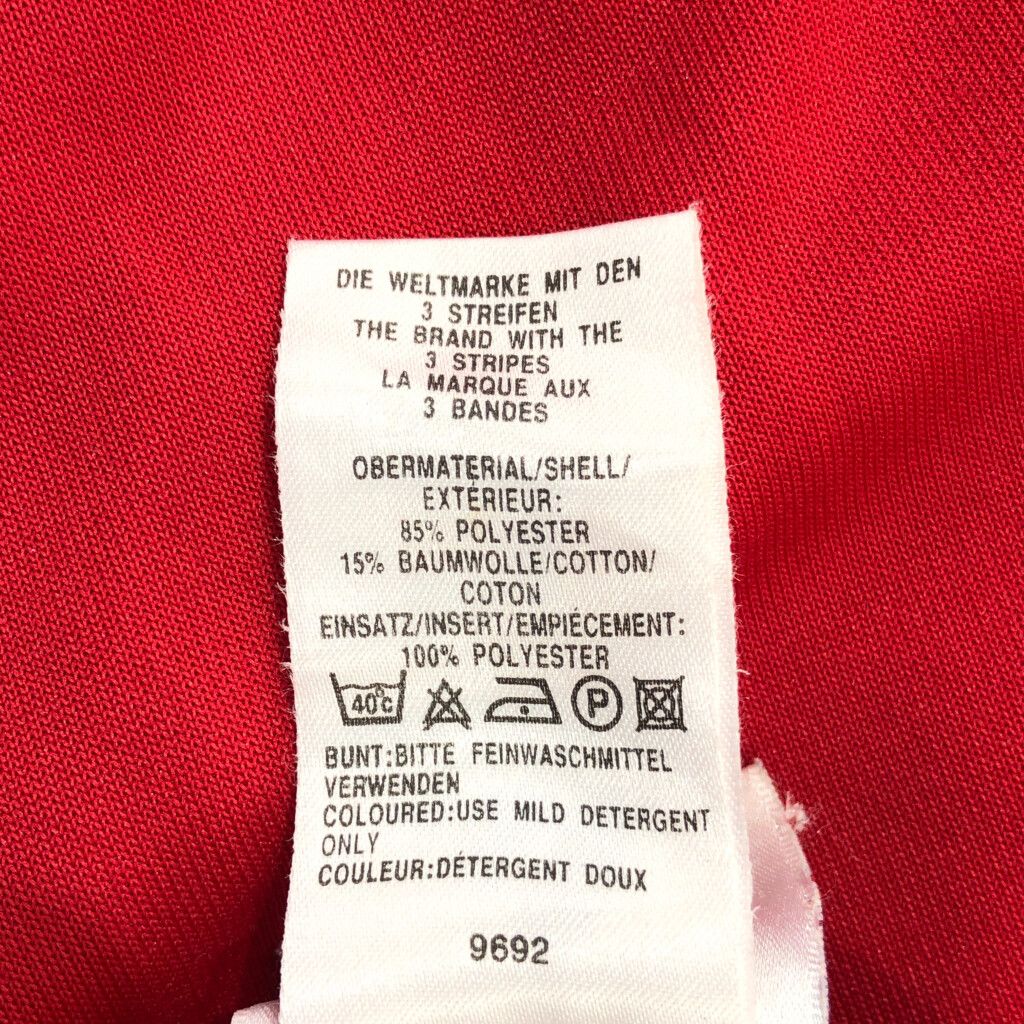 DIE WELTMARKE MIT DEN
3 STREIFEN
THE BRAND WITH THE
3 STRIPES
LA MARQUE AUX
3 BANDES
OBERMATERIAL/SHELL/
EXTÉRIEUR:
85% POLYESTER
15% BAUMWOLLE/COTTON/
COTON
EINSATZ/INSERT/EMPIÉCEMENT:
100% POLYESTER
40°C P
BUNT:BITTE FEINWASCHMITTEL
VERWENDEN
COLOURED:USE MILD DETERGENT
ONLY
COULEUR:DÉTERGENT DOUX
9692